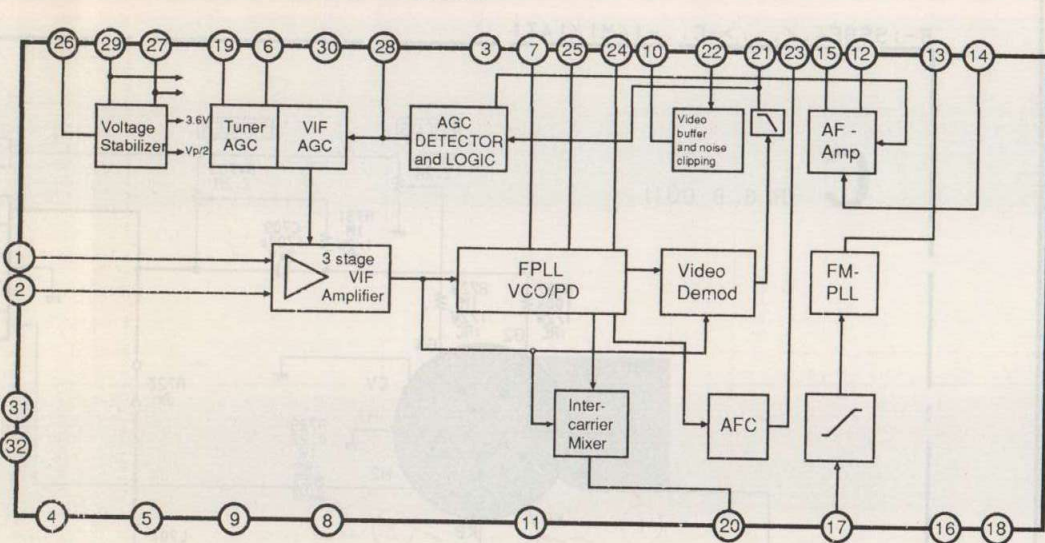 26 29 27 19 6 30 28 3 7 25 24 10 22 21 23 15 12 13 14
Voltage
Stabilizer
3.6V
Vp/2
Tuner
AGC
VIF
AGC
AGC
DETECTOR
and LOGIC
Video
buffer
and noise
clipping
AF -
Amp
1
2
3 stage
VIF
Amplifier
FPLL
VCO/PD
Video
Demod
FM-
PLL
31
32
Inter-
carrier
Mixer
AFC
4 5 9 8 11 20 17 16 18